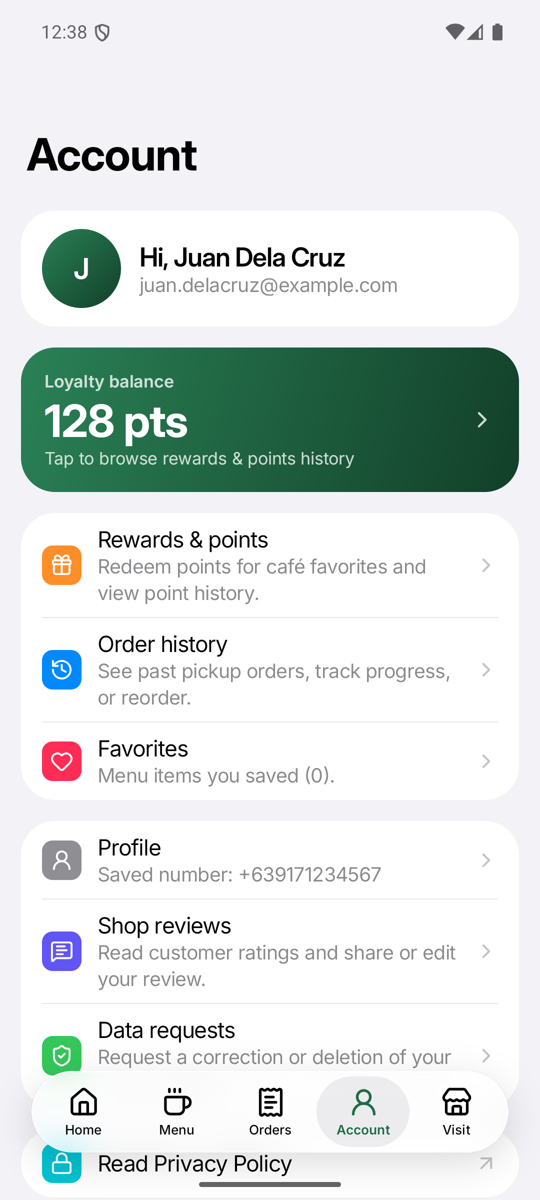 12:38
Account
J
Hi, Juan Dela Cruz
juan.delacruz@example.com
Loyalty balance
128 pts
Tap to browse rewards & points history
Rewards & points
Redeem points for café favorites and
view point history.
Order history
See past pickup orders, track progress,
or reorder.
Favorites
Menu items you saved (0).
Profile
Saved number: +639171234567
Shop reviews
Read customer ratings and share or edit
your review.
Data requests
Request a correction or deletion of your
Home
Menu
Orders
Account
Visit
Read Privacy Policy